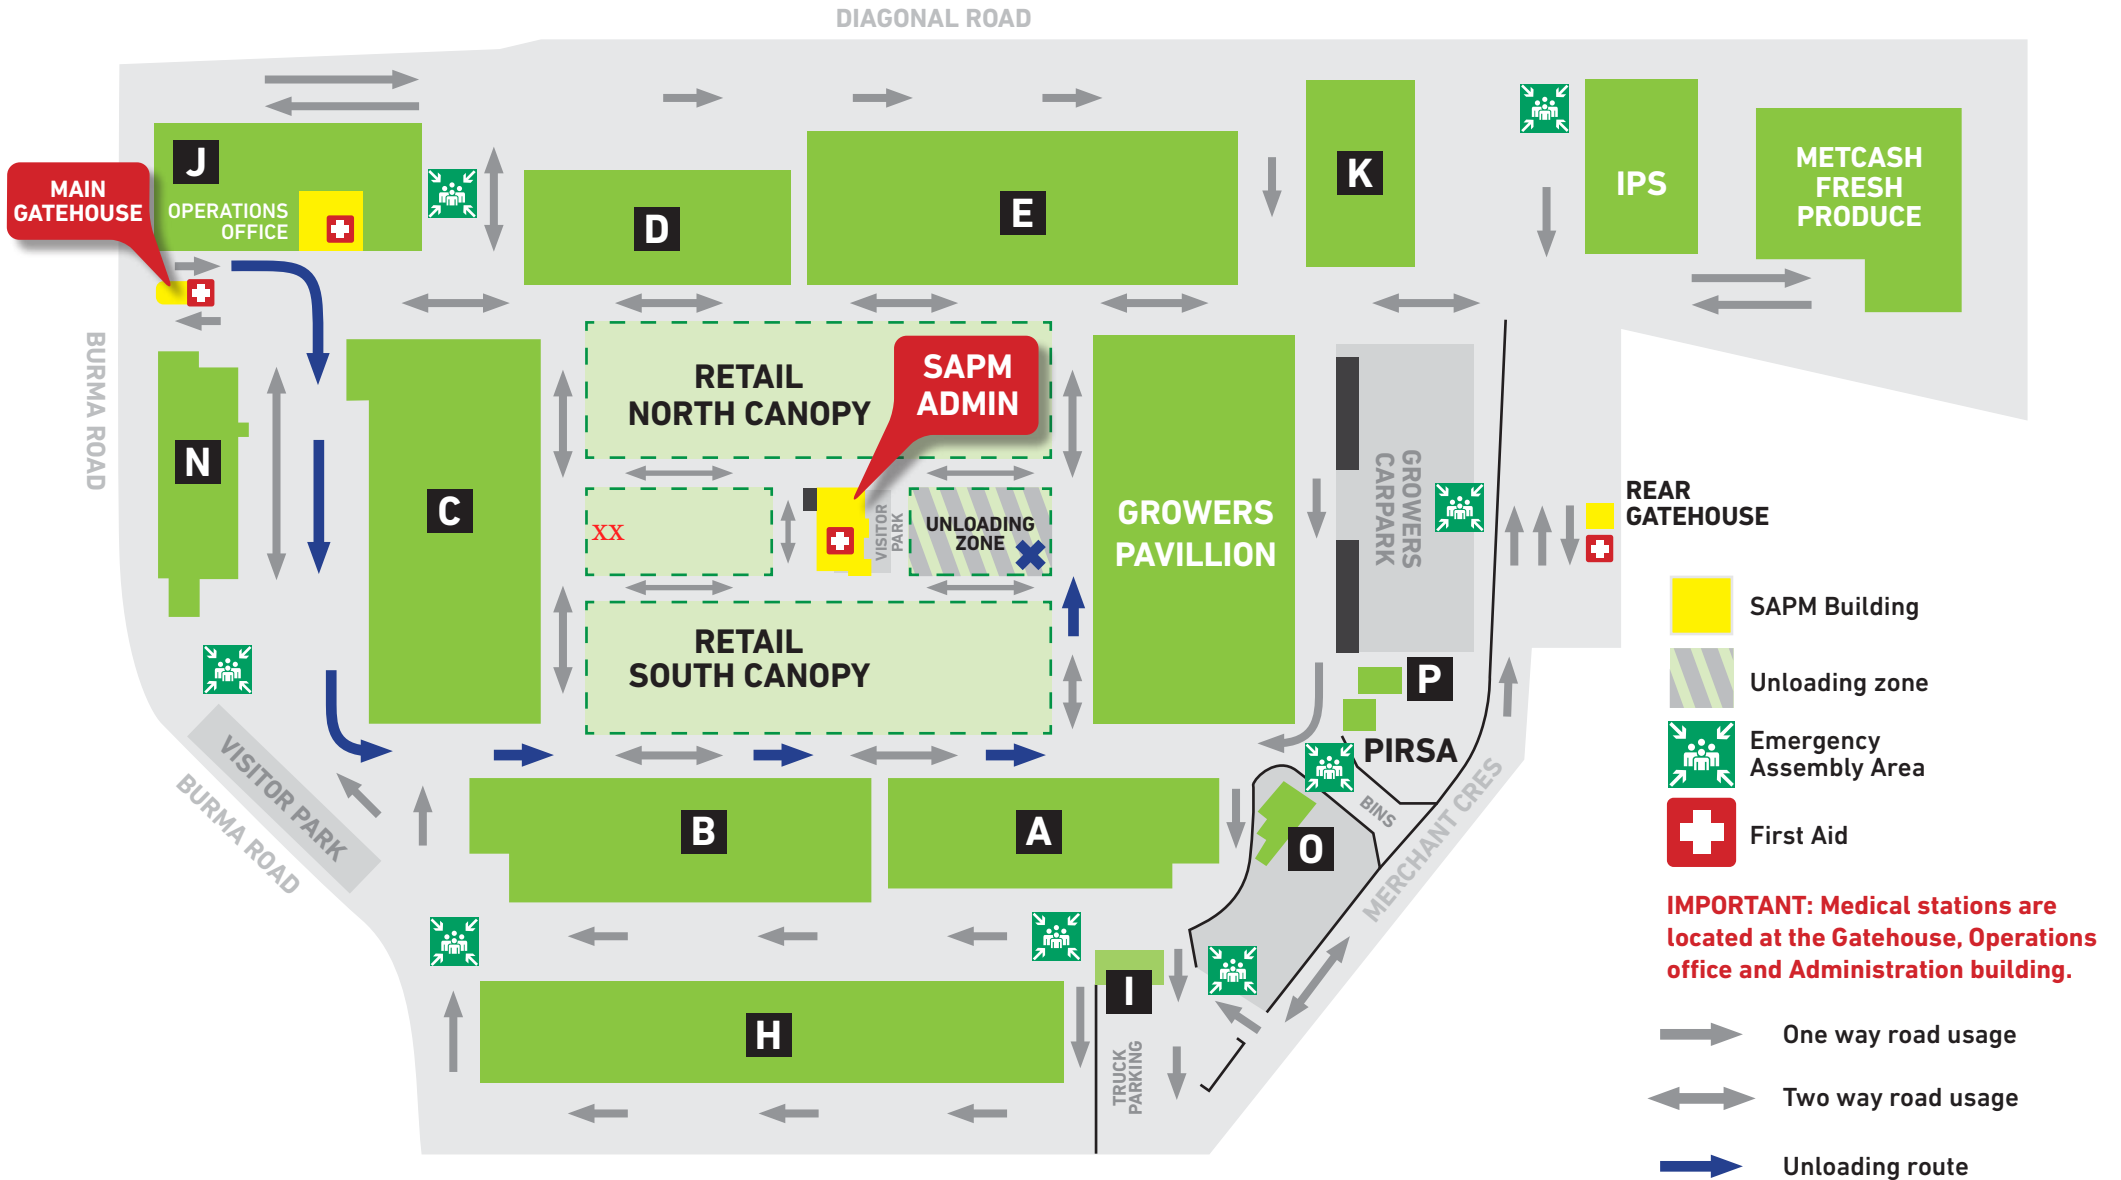 DIAGONAL ROAD
J
MAIN
GATEHOUSE
OPERATIONS
OFFICE
D
E
K
IPS
METCASH
FRESH
PRODUCE
BURMA ROAD
N
C
RETAIL
NORTH CANOPY
SAPM
ADMIN
XX
VISITOR
PARK
UNLOADING
ZONE
GROWERS
PAVILLION
GROWERS
CARPARK
REAR
GATEHOUSE
RETAIL
SOUTH CANOPY
P
PIRSA
VISITOR PARK
BURMA ROAD
B
A
O
BINS
MERCHANT CRES
H
I
TRUCK
PARKING
SAPM Building
Unloading zone
Emergency
Assembly Area
First Aid
IMPORTANT: Medical stations are
located at the Gatehouse, Operations
office and Administration building.
One way road usage
Two way road usage
Unloading route